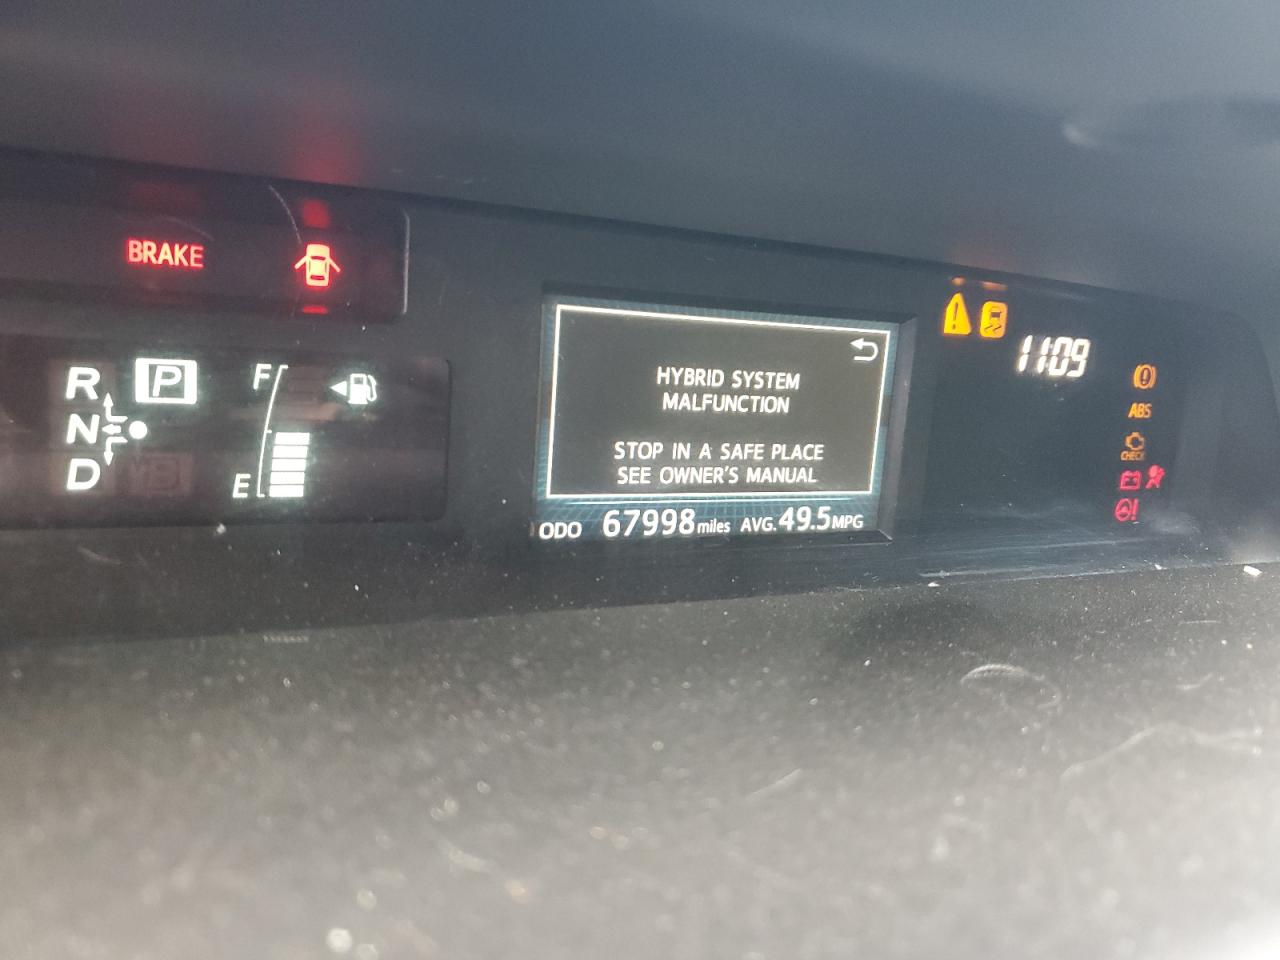 BRAKE
R
P
N
D
F
E
HYBRID SYSTEM
MALFUNCTION
STOP IN A SAFE PLACE
SEE OWNER'S MANUAL
ODO 67998 miles AVG. 49.5 MPG
11:09
ABS
CHECK